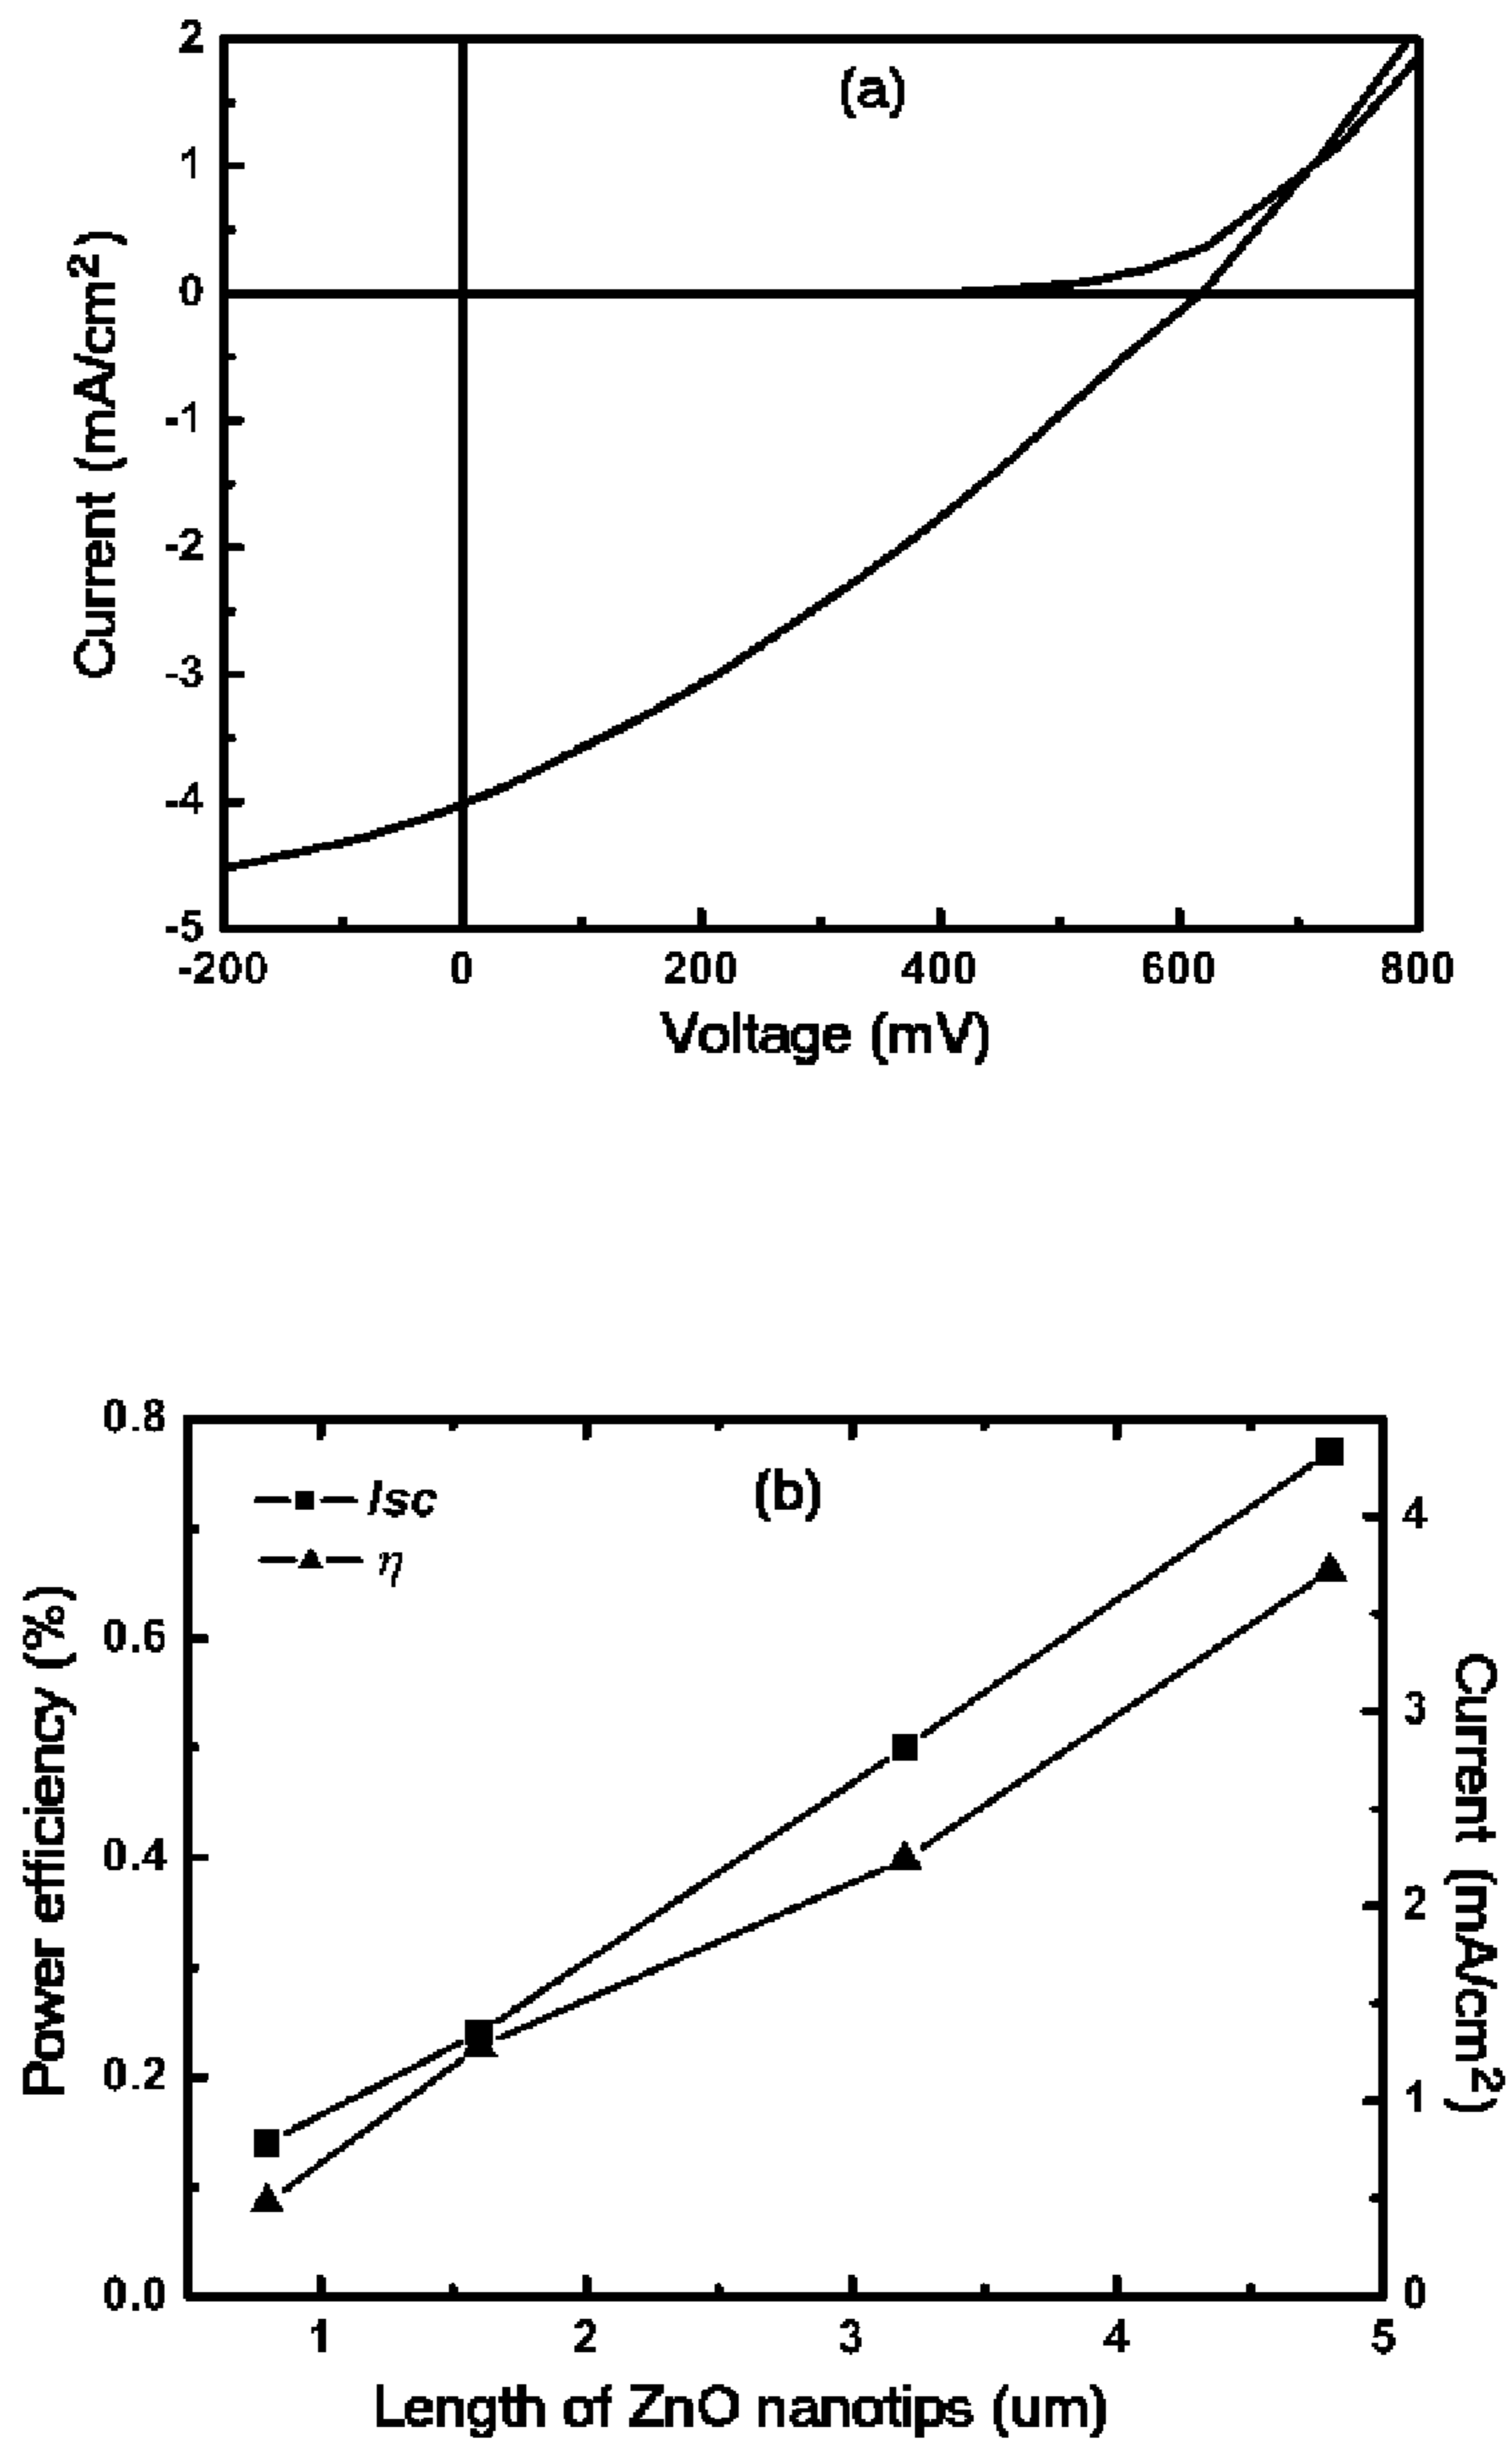 (a)
2
1
0
-1
-2
-3
-4
-5
Current (mA/cm²)
-200 0 200 400 600 800
Voltage (mV)
(b)
Isc
η
0.8
0.6
0.4
0.2
0.0
Power efficiency (%)
4
3
2
1
0
Current (mA/cm²)
1 2 3 4 5
Length of ZnO nanotips (um)